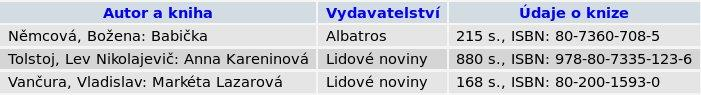 Autor a kniha Vydavatelství Údaje o knize
Němcová, Božena: Babička Albatros 215 s., ISBN: 80-7360-708-5
Tolstoj, Lev Nikolajevič: Anna Kareninová Lidové noviny 880 s., ISBN: 978-80-7335-123-6
Vančura, Vladislav: Markéta Lazarová Lidové noviny 168 s., ISBN: 80-200-1593-0